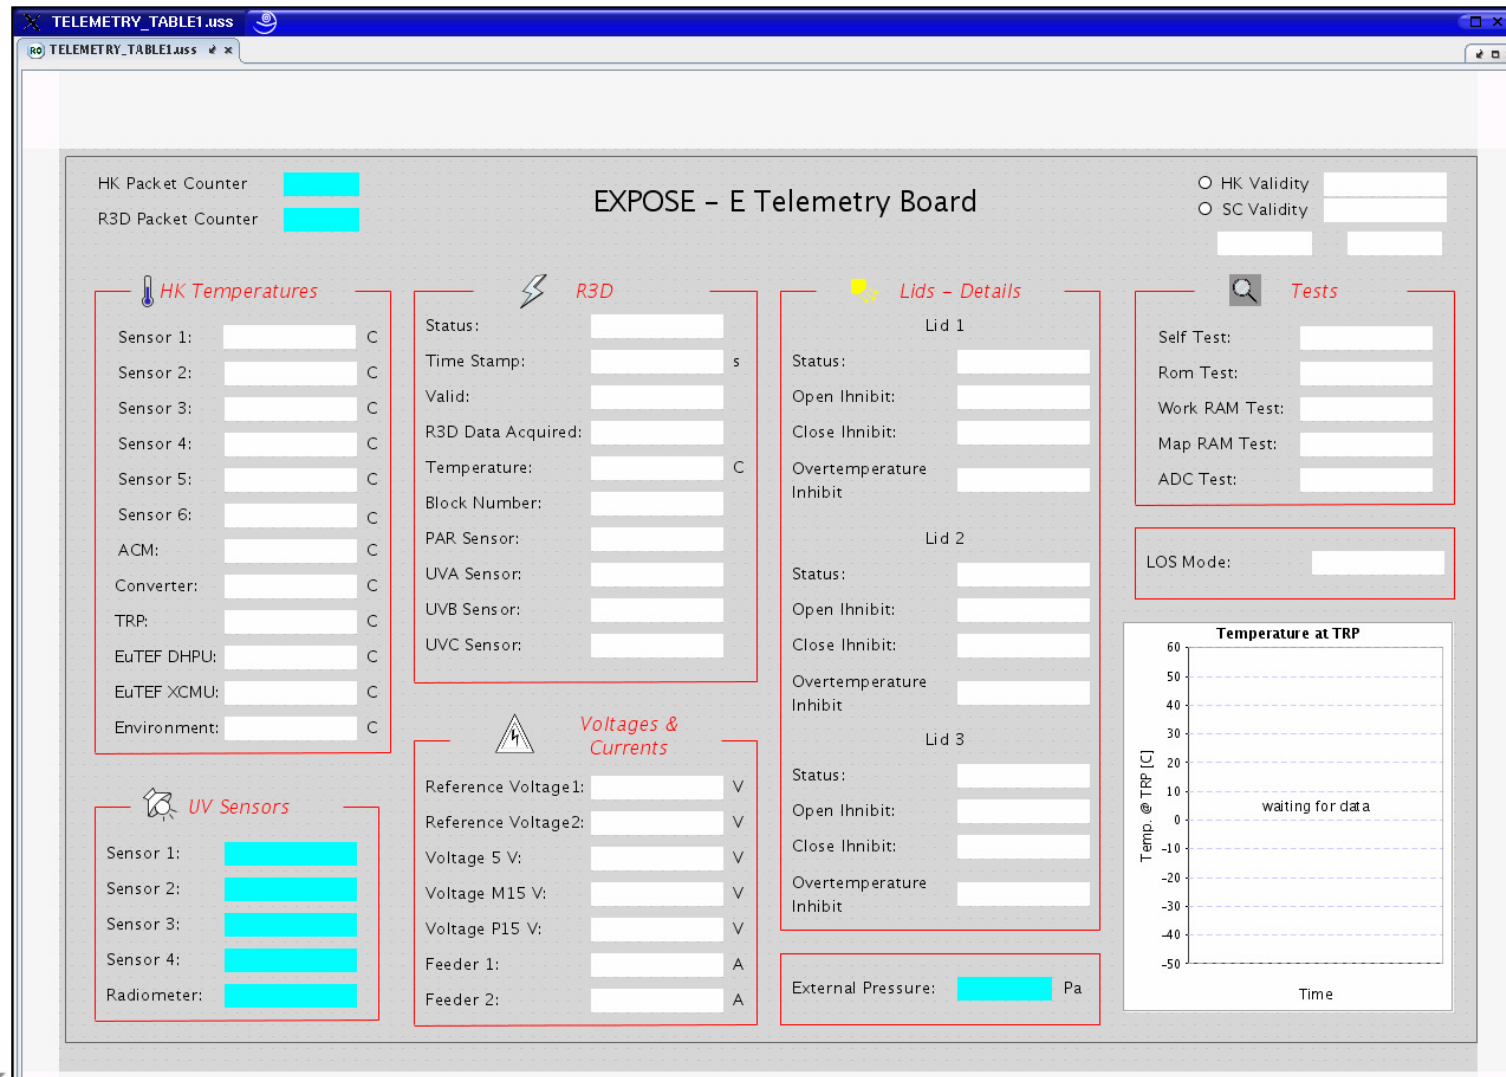 TELEMETRY_TABLE1.uss
RO TELEMETRY_TABLE1.uss
HK Packet Counter
R3D Packet Counter
EXPOSE – E Telemetry Board
HK Validity
SC Validity
HK Temperatures
Sensor 1: C
Sensor 2: C
Sensor 3: C
Sensor 4: C
Sensor 5: C
Sensor 6: C
ACM: C
Converter: C
TRP: C
EuTEF DHPU: C
EuTEF XCMU: C
Environment: C
UV Sensors
Sensor 1:
Sensor 2:
Sensor 3:
Sensor 4:
Radiometer:
R3D
Status:
Time Stamp: s
Valid:
R3D Data Acquired:
Temperature: C
Block Number:
PAR Sensor:
UVA Sensor:
UVB Sensor:
UVC Sensor:
Voltages &
Currents
Reference Voltage1: V
Reference Voltage2: V
Voltage 5 V: V
Voltage M15 V: V
Voltage P15 V: V
Feeder 1: A
Feeder 2: A
Lids – Details
Lid 1
Status:
Open Ihnibit:
Close Ihnibit:
Overtemperature
Inhibit
Lid 2
Status:
Open Ihnibit:
Close Ihnibit:
Overtemperature
Inhibit
Lid 3
Status:
Open Ihnibit:
Close Ihnibit:
Overtemperature
Inhibit
External Pressure: Pa
Tests
Self Test:
Rom Test:
Work RAM Test:
Map RAM Test:
ADC Test:
LOS Mode:
Temperature at TRP
60
50
40
30
20
10
0
-10
-20
-30
-40
-50
Temp. @ TRP [C]
waiting for data
Time